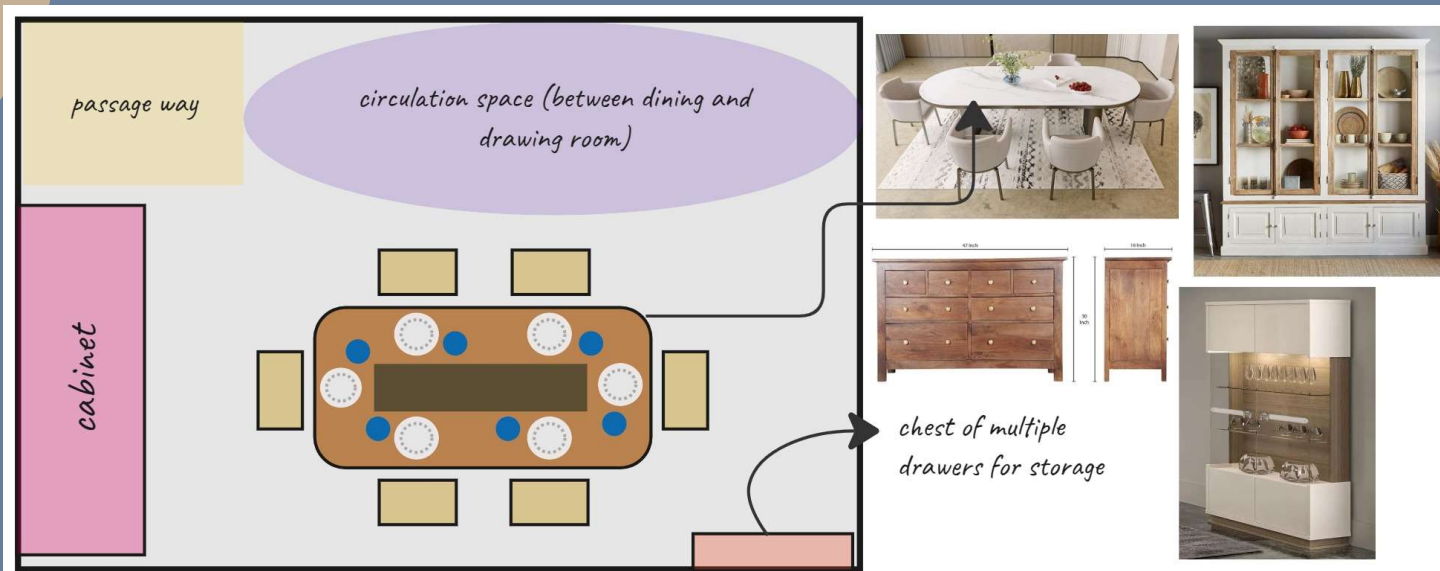 passage way
circulation space (between dining and
drawing room)
cabinet
47 Inch
18 Inch
30
Inch
chest of multiple
drawers for storage